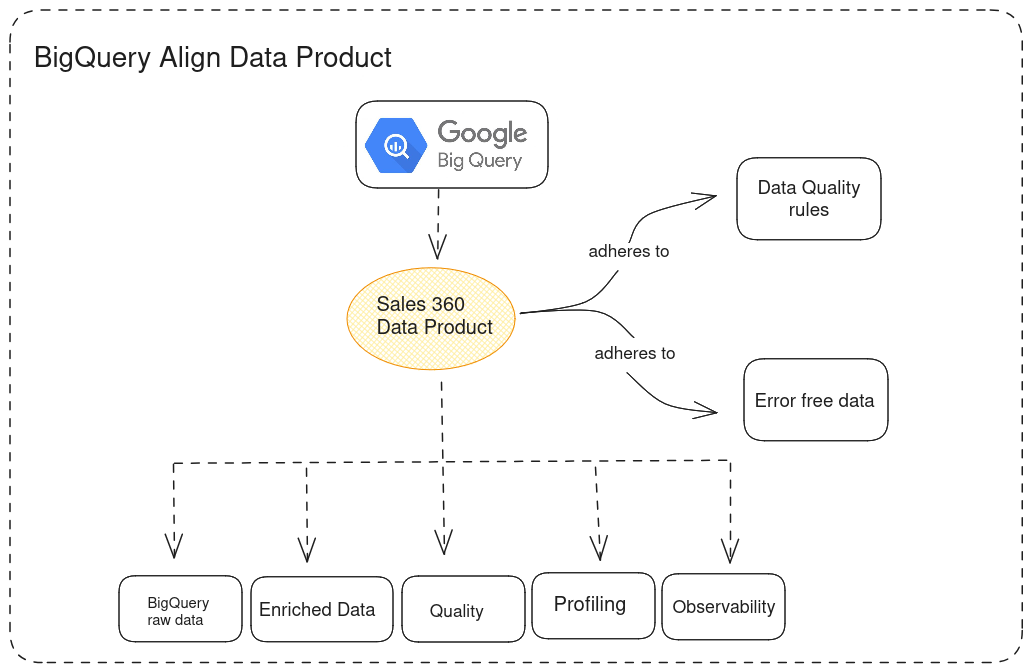 BigQuery Align Data Product
Google
Big Query
Data Quality
rules
adheres to
Sales 360
Data Product
adheres to
Error free data
BigQuery
raw data
Enriched Data
Quality
Profiling
Observability